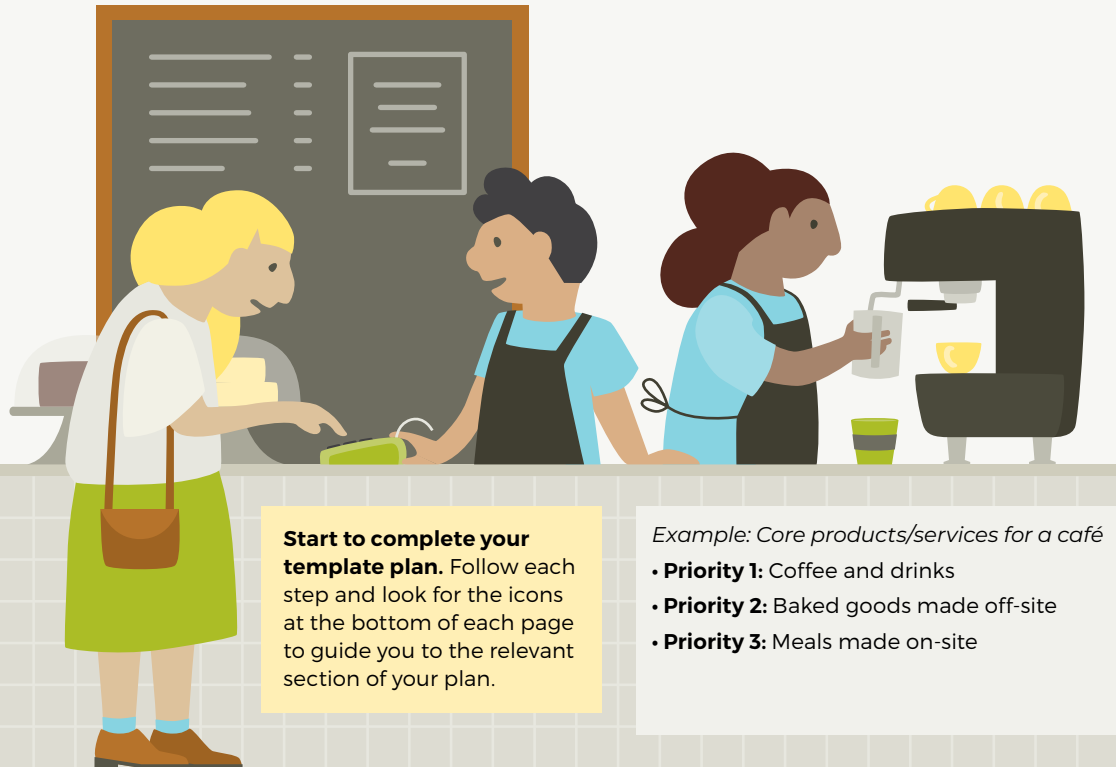 Start to complete your
template plan. Follow each
step and look for the icons
at the bottom of each page
to guide you to the relevant
section of your plan.
Example: Core products/services for a café
• Priority 1: Coffee and drinks
• Priority 2: Baked goods made off-site
• Priority 3: Meals made on-site